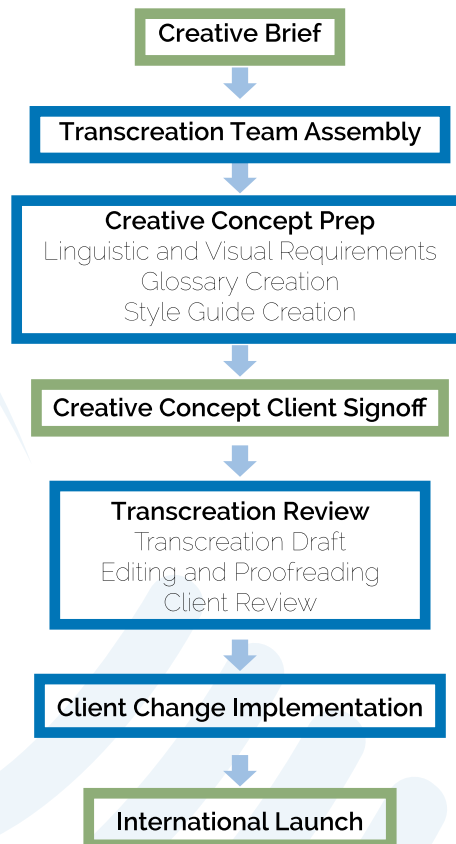 Creative Brief
Transcreation Team Assembly
Creative Concept Prep
Linguistic and Visual Requirements
Glossary Creation
Style Guide Creation
Creative Concept Client Signoff
Transcreation Review
Transcreation Draft
Editing and Proofreading
Client Review
Client Change Implementation
International Launch